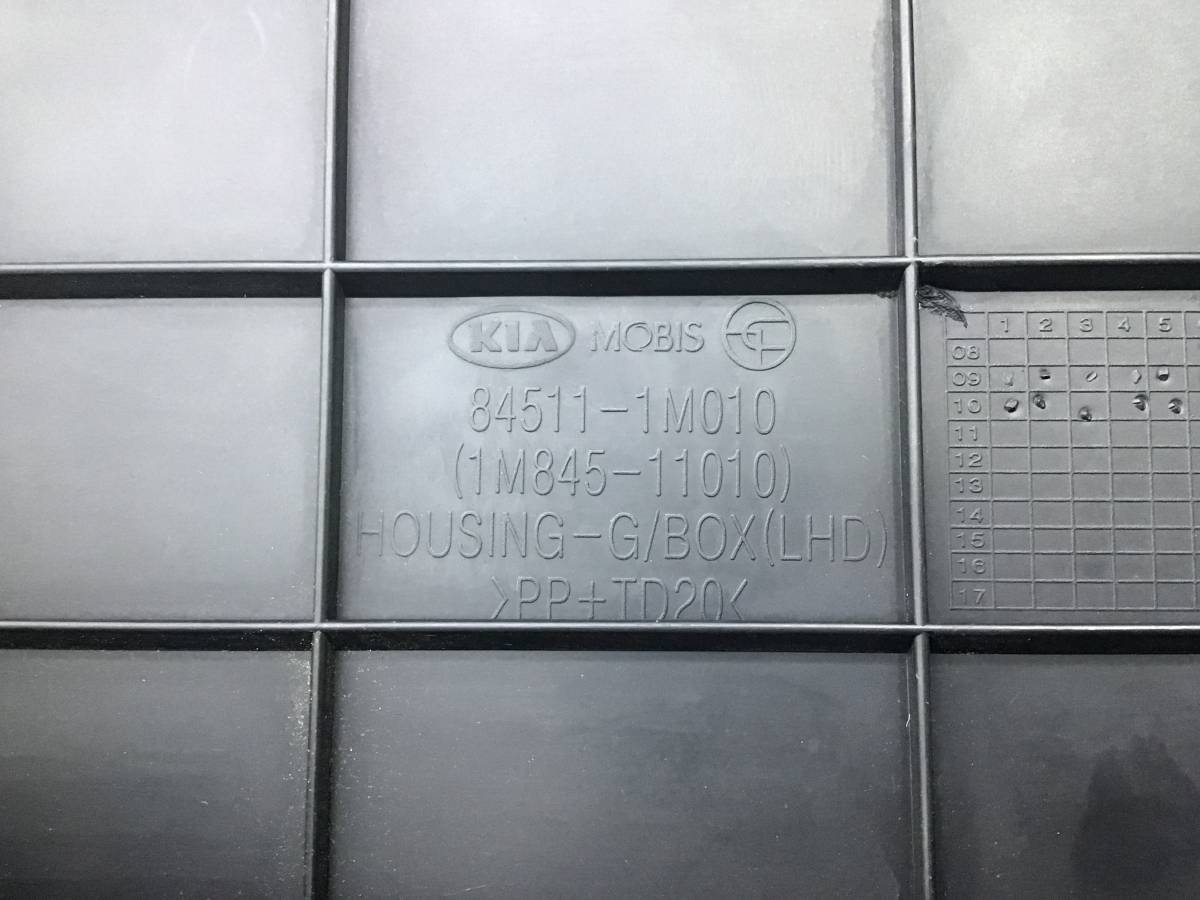 KIA MOBIS
84511-1M010
(1M845-11010)
HOUSING-G/BOX(LHD)
>PP+TD20<
1 2 3 4 5
08
09
10
11
12
13
14
15
16
17